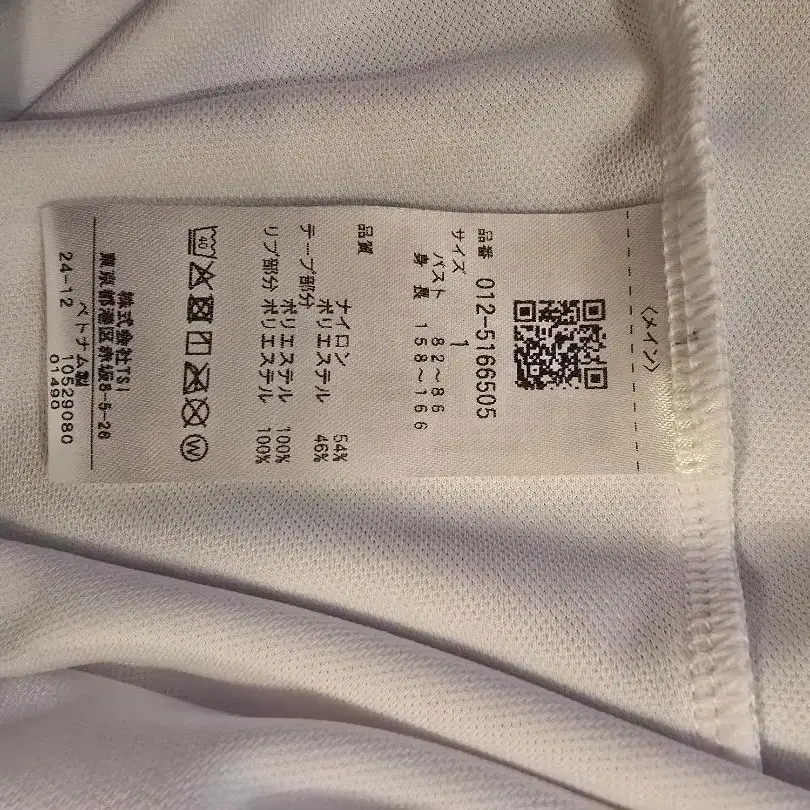 〈メイン〉
品番 012-5166505
サイズ 1
バスト 82～86
身長 158～166
品質
ナイロン 54%
ポリエステル 46%
テープ部分
ポリエステル 100%
リブ部分 ポリエステル 100%
40
W
株式会社TSI
東京都港区赤坂8-5-26
ベトナム製
24-12 10529080
01490